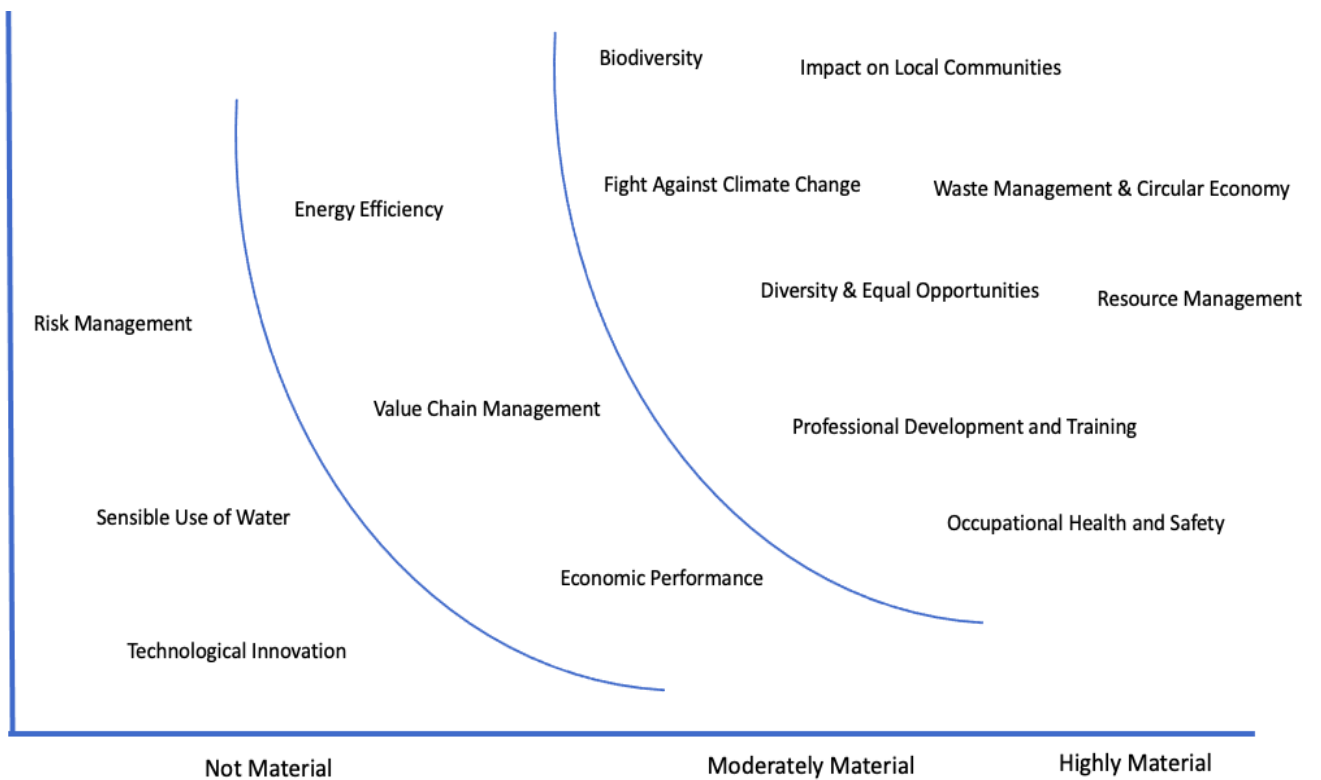 Biodiversity
Impact on Local Communities
Fight Against Climate Change
Waste Management & Circular Economy
Energy Efficiency
Diversity & Equal Opportunities
Resource Management
Risk Management
Value Chain Management
Professional Development and Training
Sensible Use of Water
Occupational Health and Safety
Economic Performance
Technological Innovation
Not Material
Moderately Material
Highly Material